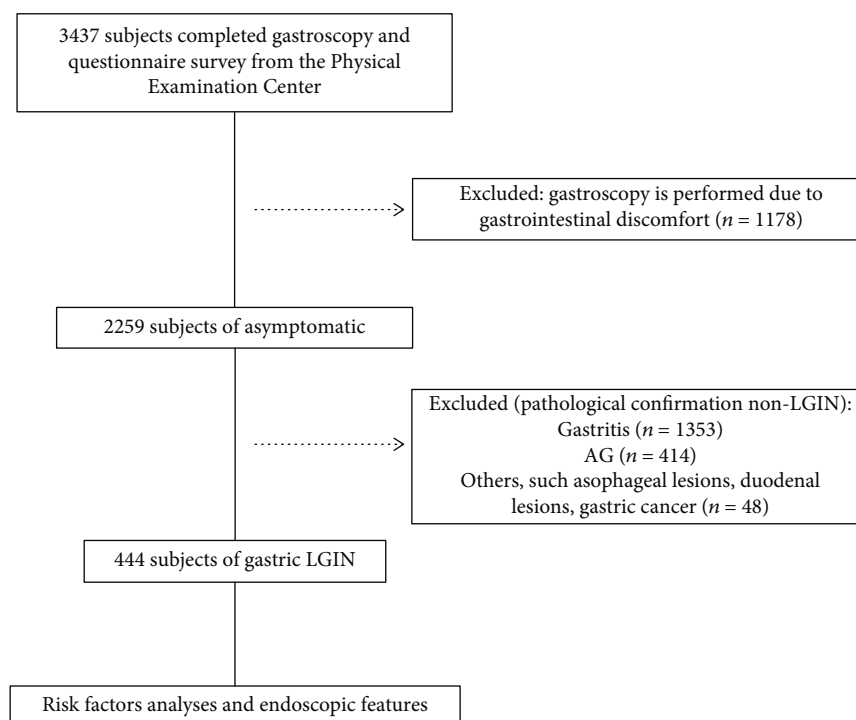 3437 subjects completed gastroscopy and
questionnaire survey from the Physical
Examination Center
Excluded: gastroscopy is performed due to
gastrointestinal discomfort (n = 1178)
2259 subjects of asymptomatic
Excluded (pathological confirmation non-LGIN):
Gastritis (n = 1353)
AG (n = 414)
Others, such asophageal lesions, duodenal
lesions, gastric cancer (n = 48)
444 subjects of gastric LGIN
Risk factors analyses and endoscopic features